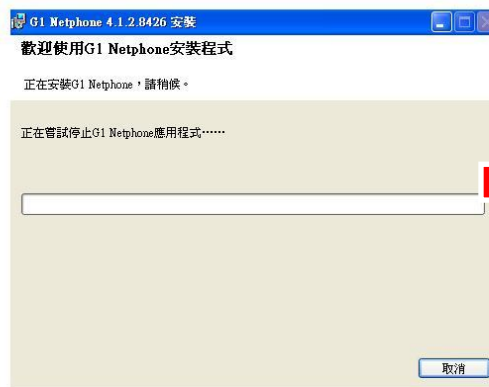 G1 Netphone 4.1.2.8426 安裝
歡迎使用G1 Netphone安裝程式
正在安裝G1 Netphone，請稍候。
正在嘗試停止G1 Netphone應用程式……
取消